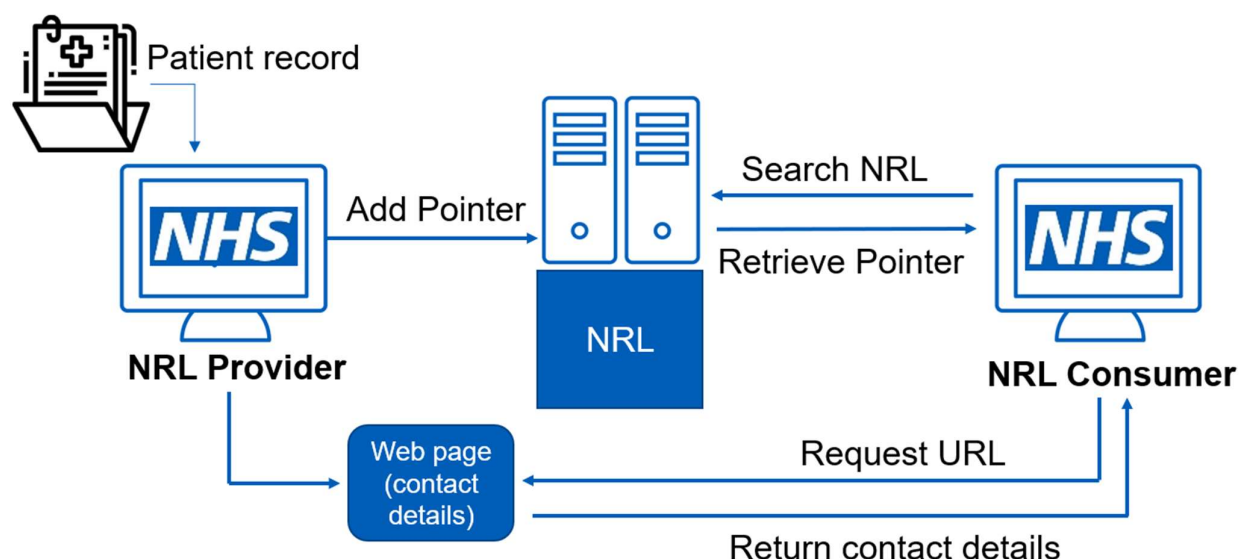 Patient record
NHS
Add Pointer
Search NRL
Retrieve Pointer
NHS
NRL
NRL Provider
NRL Consumer
Web page
(contact
details)
Request URL
Return contact details